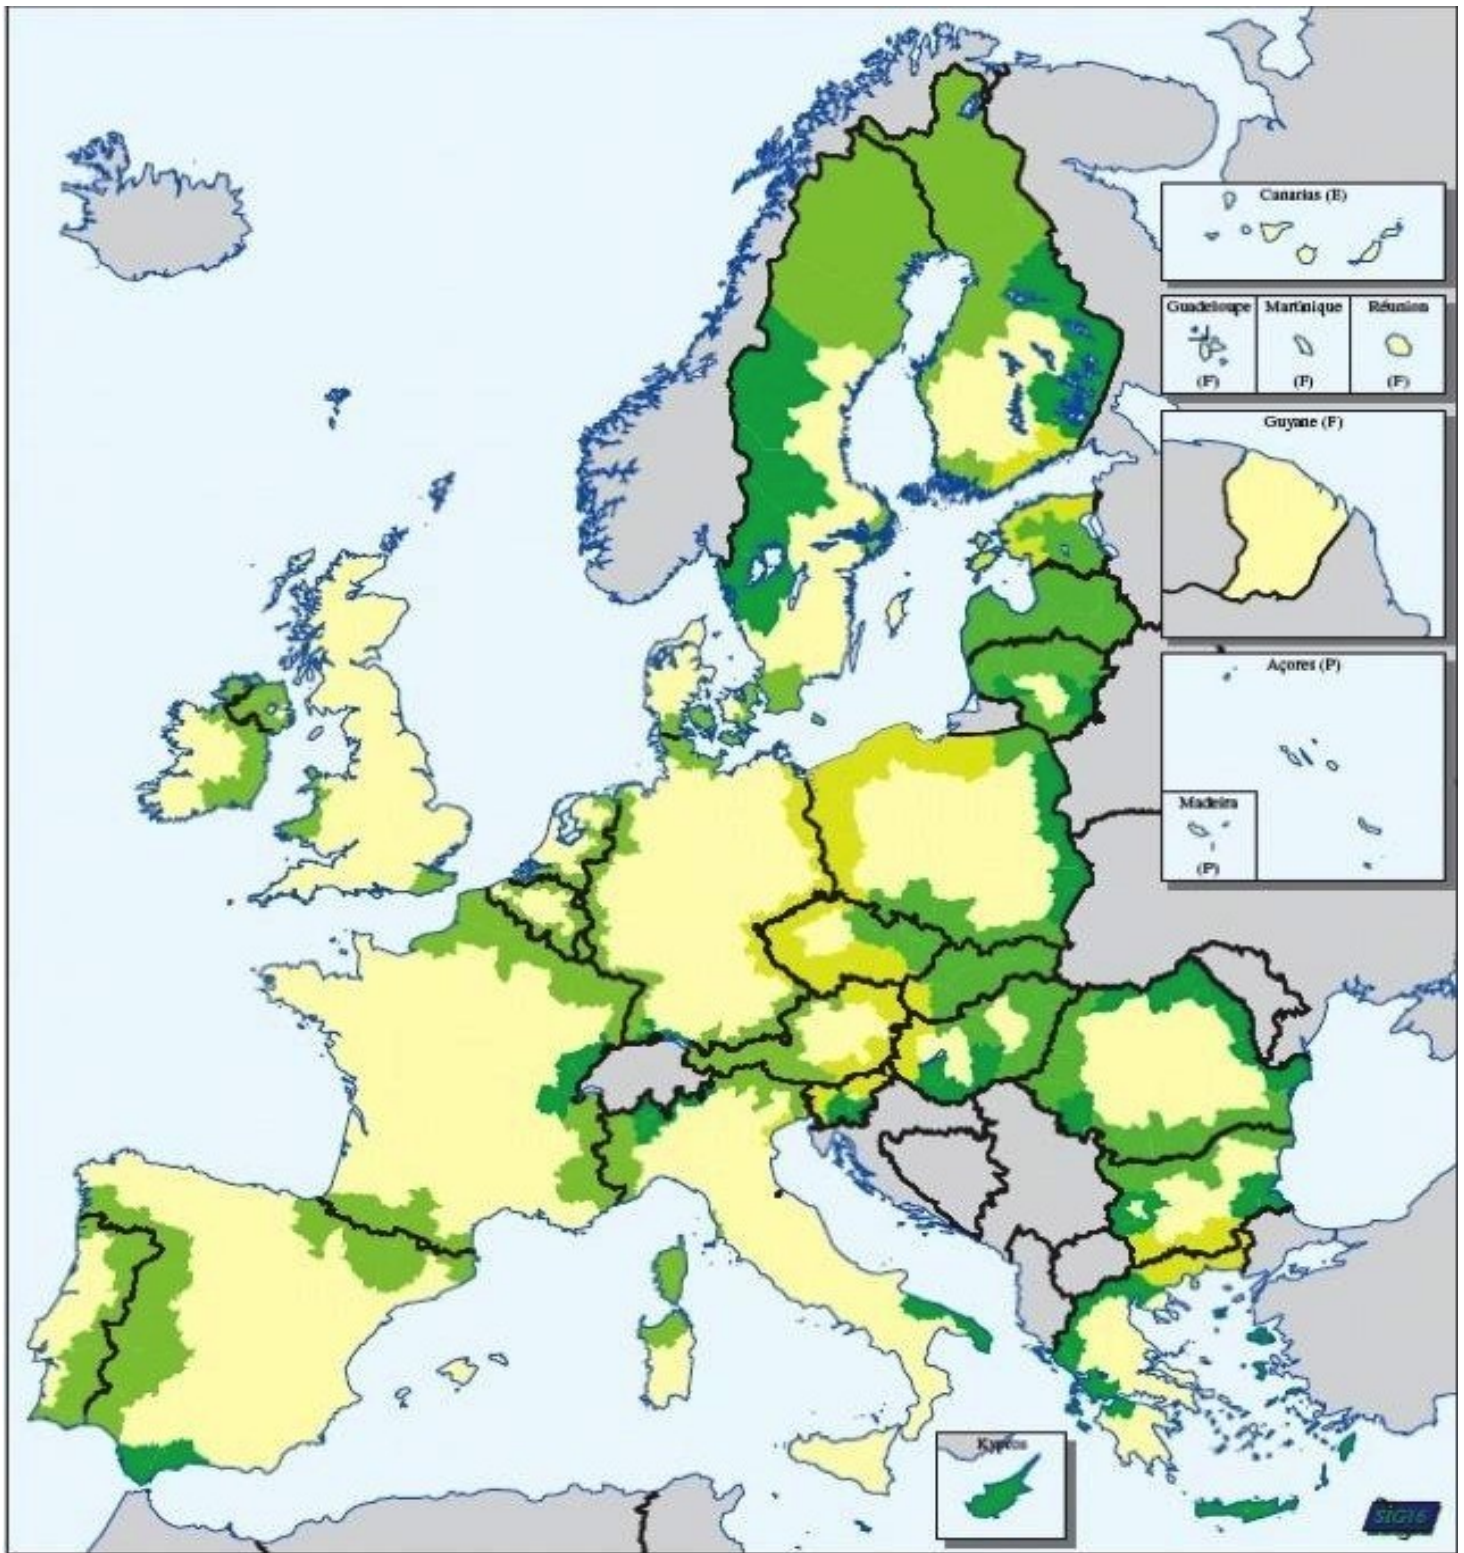 Canarias (E)
Guadeloupe Martinique Réunion
(F) (F) (F)
Guyane (F)
Açores (P)
Madeira
(P)
Kypros
SIG16